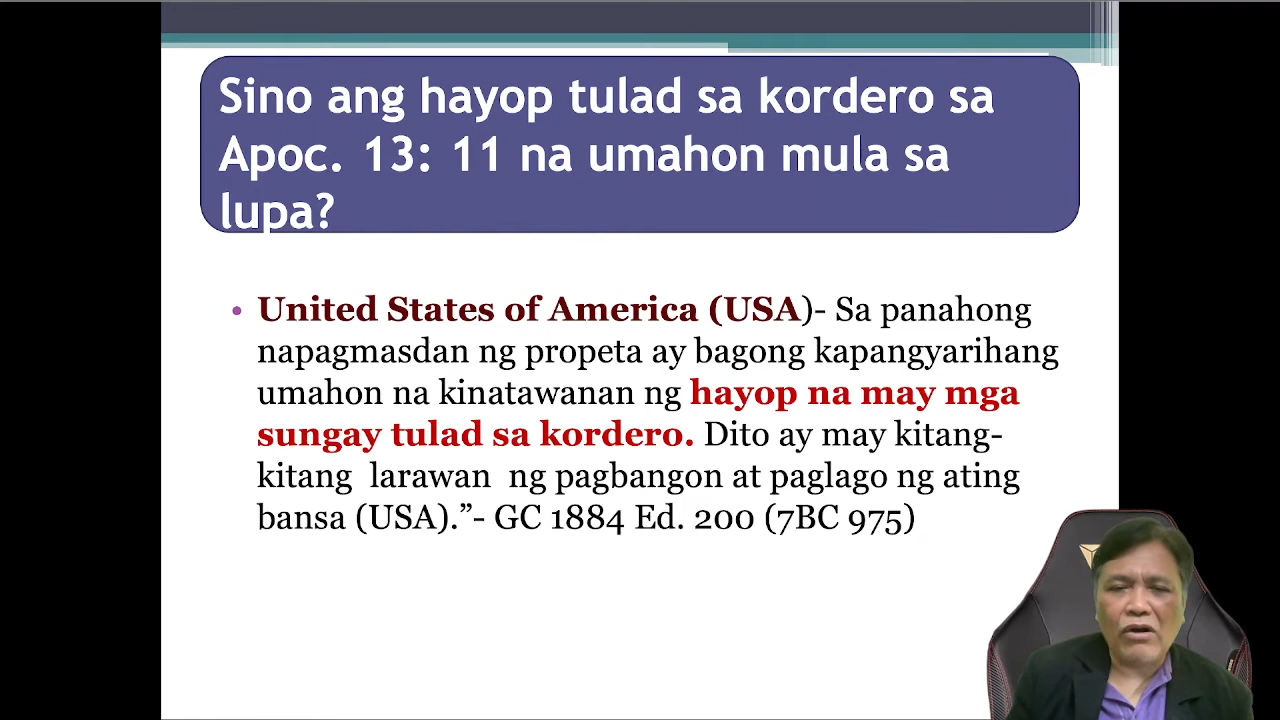 Sino ang hayop tulad sa kordero sa
Apoc. 13: 11 na umahon mula sa
lupa?
• United States of America (USA)- Sa panahong
napagmasdan ng propeta ay bagong kapangyarihang
umahon na kinatawanan ng hayop na may mga
sungay tulad sa kordero. Dito ay may kitang-
kitang larawan ng pagbangon at paglago ng ating
bansa (USA).”- GC 1884 Ed. 200 (7BC 975)